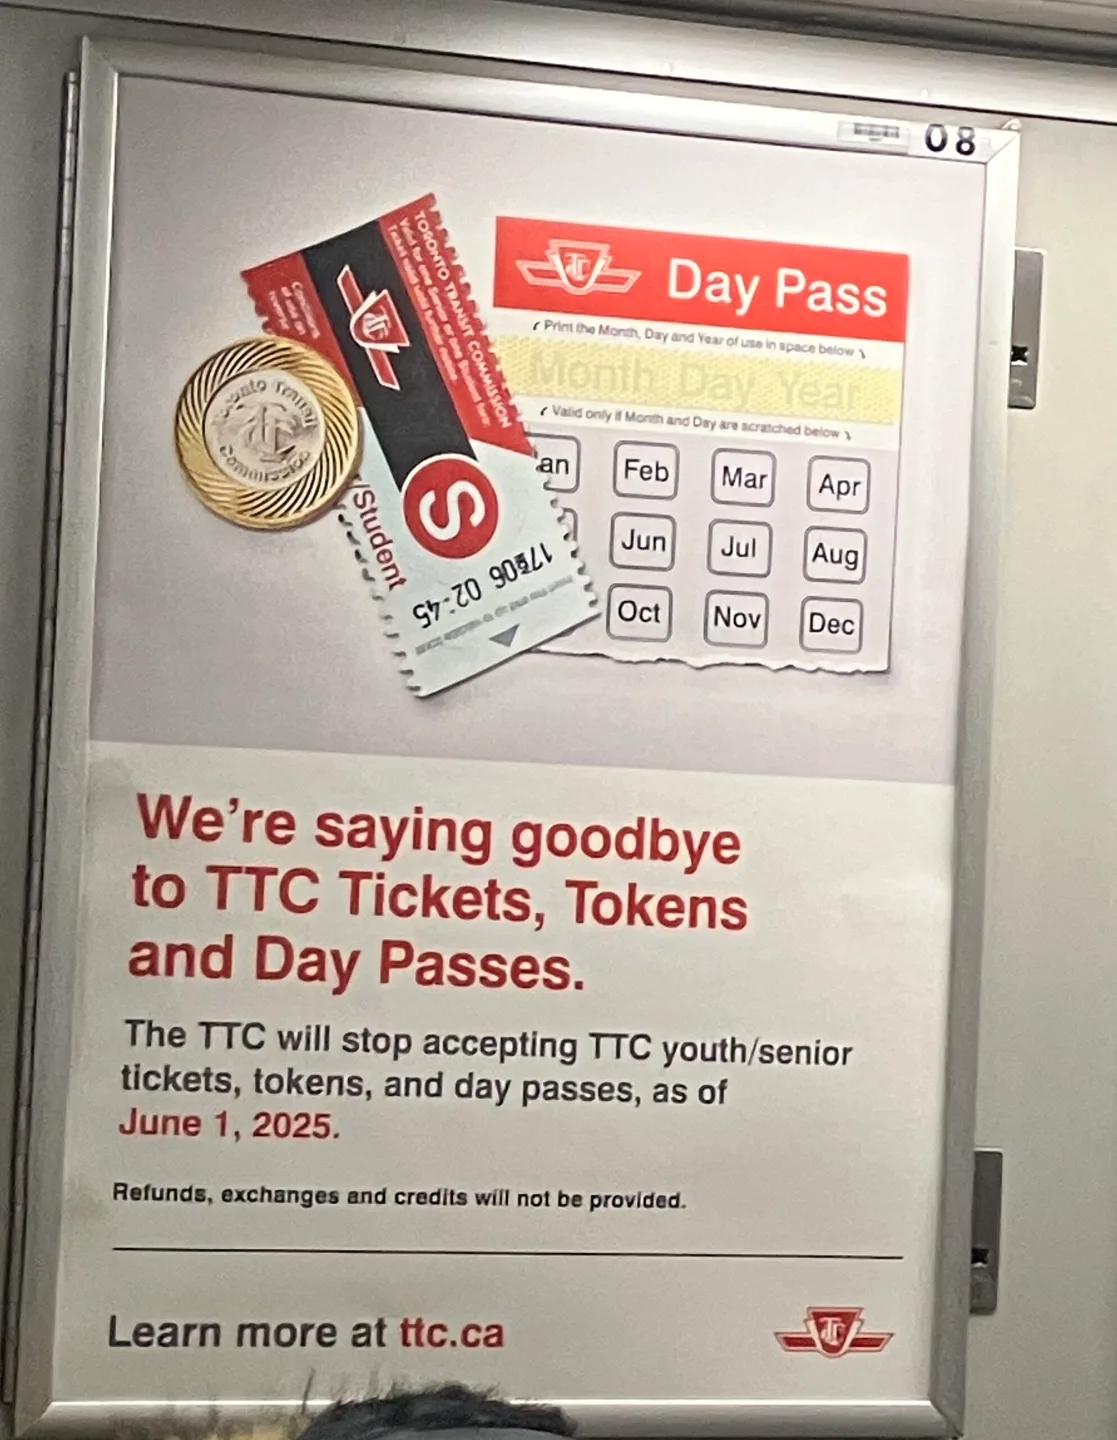 08
TORONTO TRANSIT COMMISSION
S
/Student
Toronto Transit
Commission
Day Pass
Print the Month, Day and Year of use in space below
Month Day Year
Valid only if Month and Day are scratched below
an Feb Mar Apr
Jun Jul Aug
Oct Nov Dec
We're saying goodbye
to TTC Tickets, Tokens
and Day Passes.
The TTC will stop accepting TTC youth/senior
tickets, tokens, and day passes, as of
June 1, 2025.
Refunds, exchanges and credits will not be provided.
Learn more at ttc.ca